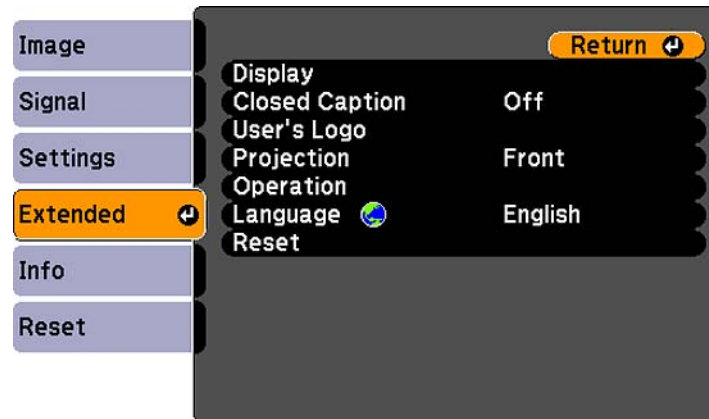 Image
Signal
Settings
Extended
Info
Reset
Return
Display
Closed Caption Off
User's Logo
Projection Front
Operation
Language English
Reset